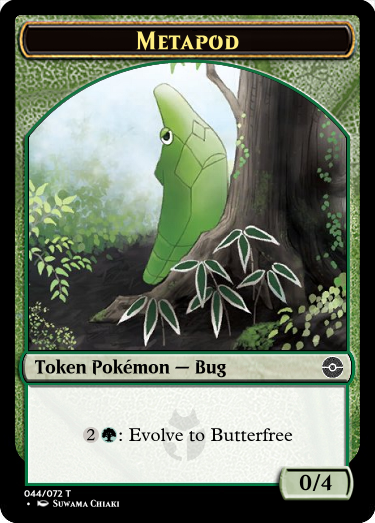 Metapod
Token Pokémon — Bug
2: Evolve to Butterfree
0/4
044/072 T
• Suwama Chiaki